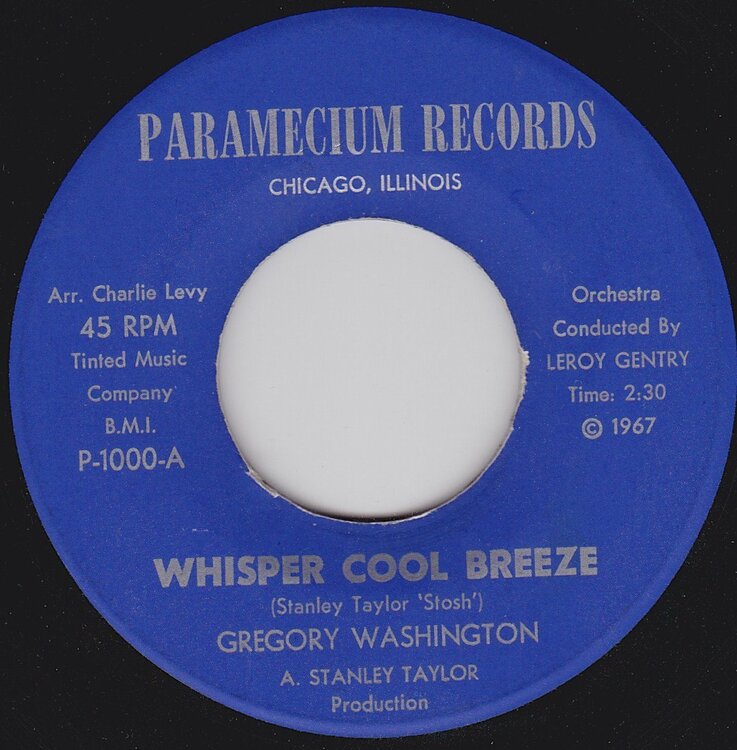 PARAMECIUM RECORDS
CHICAGO, ILLINOIS
Arr. Charlie Levy
45 RPM
Tinted Music
Company
B.M.I.
P-1000-A
Orchestra
Conducted By
LEROY GENTRY
Time: 2:30
© 1967
WHISPER COOL BREEZE
(Stanley Taylor 'Stosh')
GREGORY WASHINGTON
A. STANLEY TAYLOR
Production